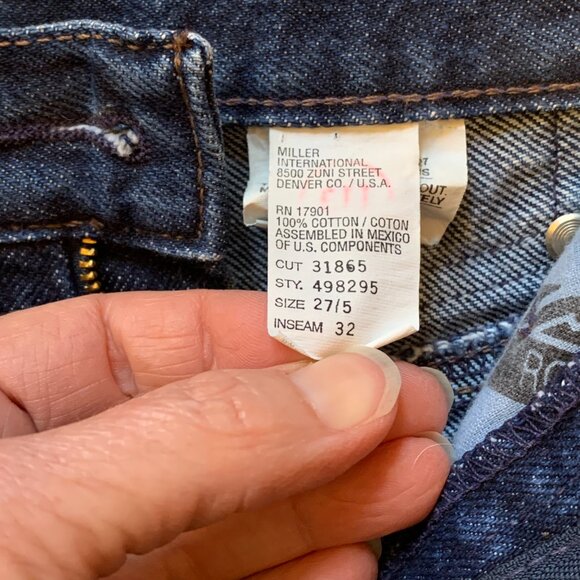 MILLER
INTERNATIONAL
8500 ZUNI STREET
DENVER CO. / U.S.A.
RN 17901
100% COTTON / COTON
ASSEMBLED IN MEXICO
OF U.S. COMPONENTS
CUT 31865
STY. 498295
SIZE 27/5
INSEAM 32